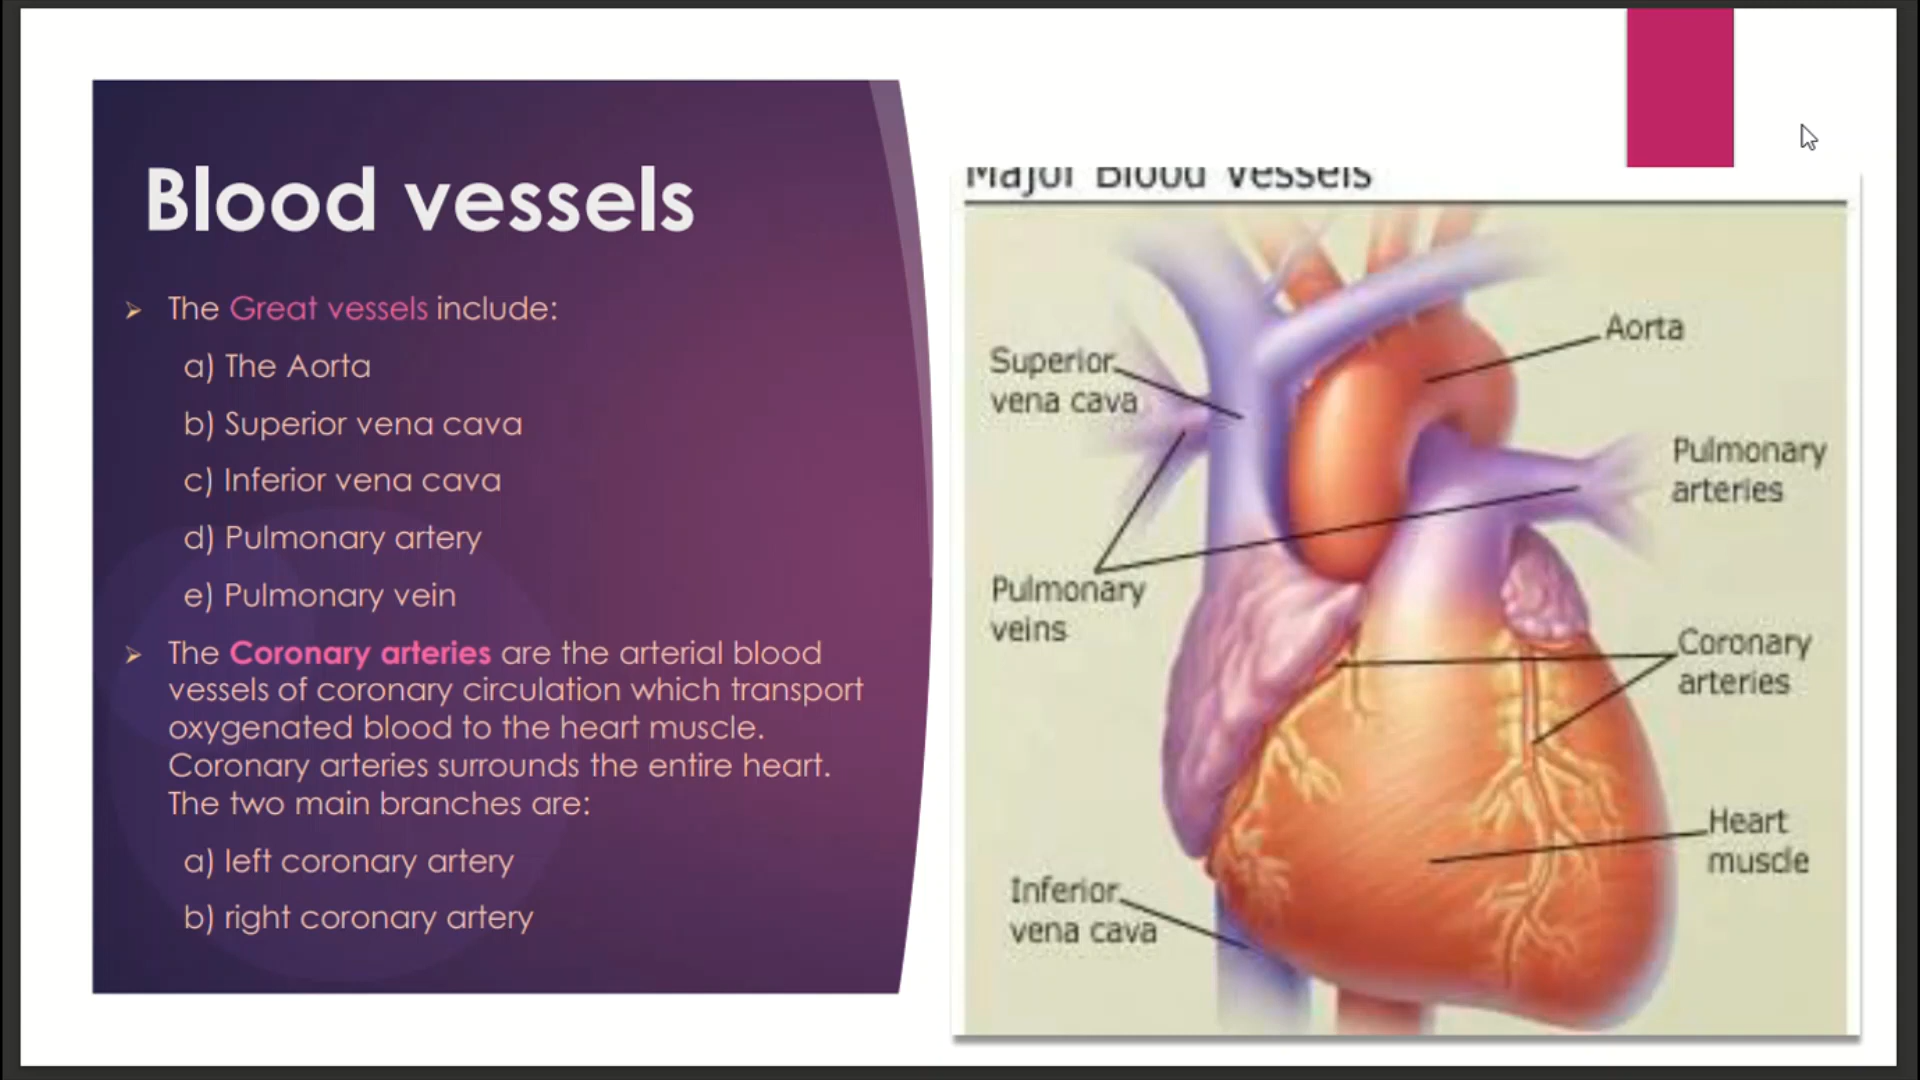 Blood vessels
The Great vessels include:
a) The Aorta
b) Superior vena cava
c) Inferior vena cava
d) Pulmonary artery
e) Pulmonary vein
The Coronary arteries are the arterial blood
vessels of coronary circulation which transport
oxygenated blood to the heart muscle.
Coronary arteries surrounds the entire heart.
The two main branches are:
a) left coronary artery
b) right coronary artery
Major Blood Vessels
Aorta
Superior
vena cava
Pulmonary
arteries
Pulmonary
veins
Coronary
arteries
Heart
muscle
Inferior
vena cava